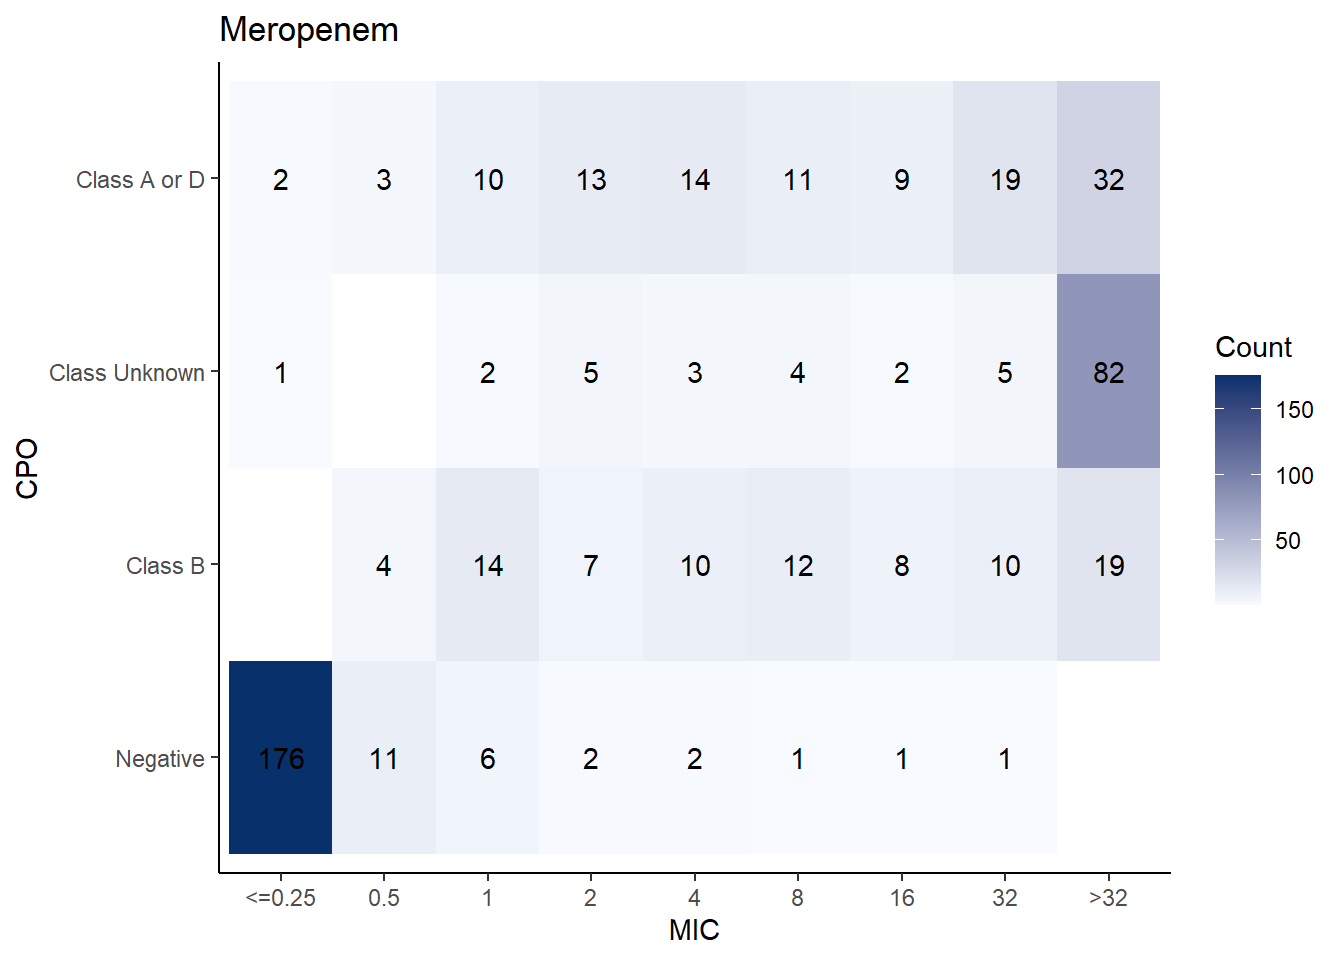 Meropenem
Class A or D 2 3 10 13 14 11 9 19 32
Class Unknown 1 2 5 3 4 2 5 82
Class B 4 14 7 10 12 8 10 19
Negative 176 11 6 2 2 1 1 1
<=0.25 0.5 1 2 4 8 16 32 >32
MIC
CPO
Count
150
100
50